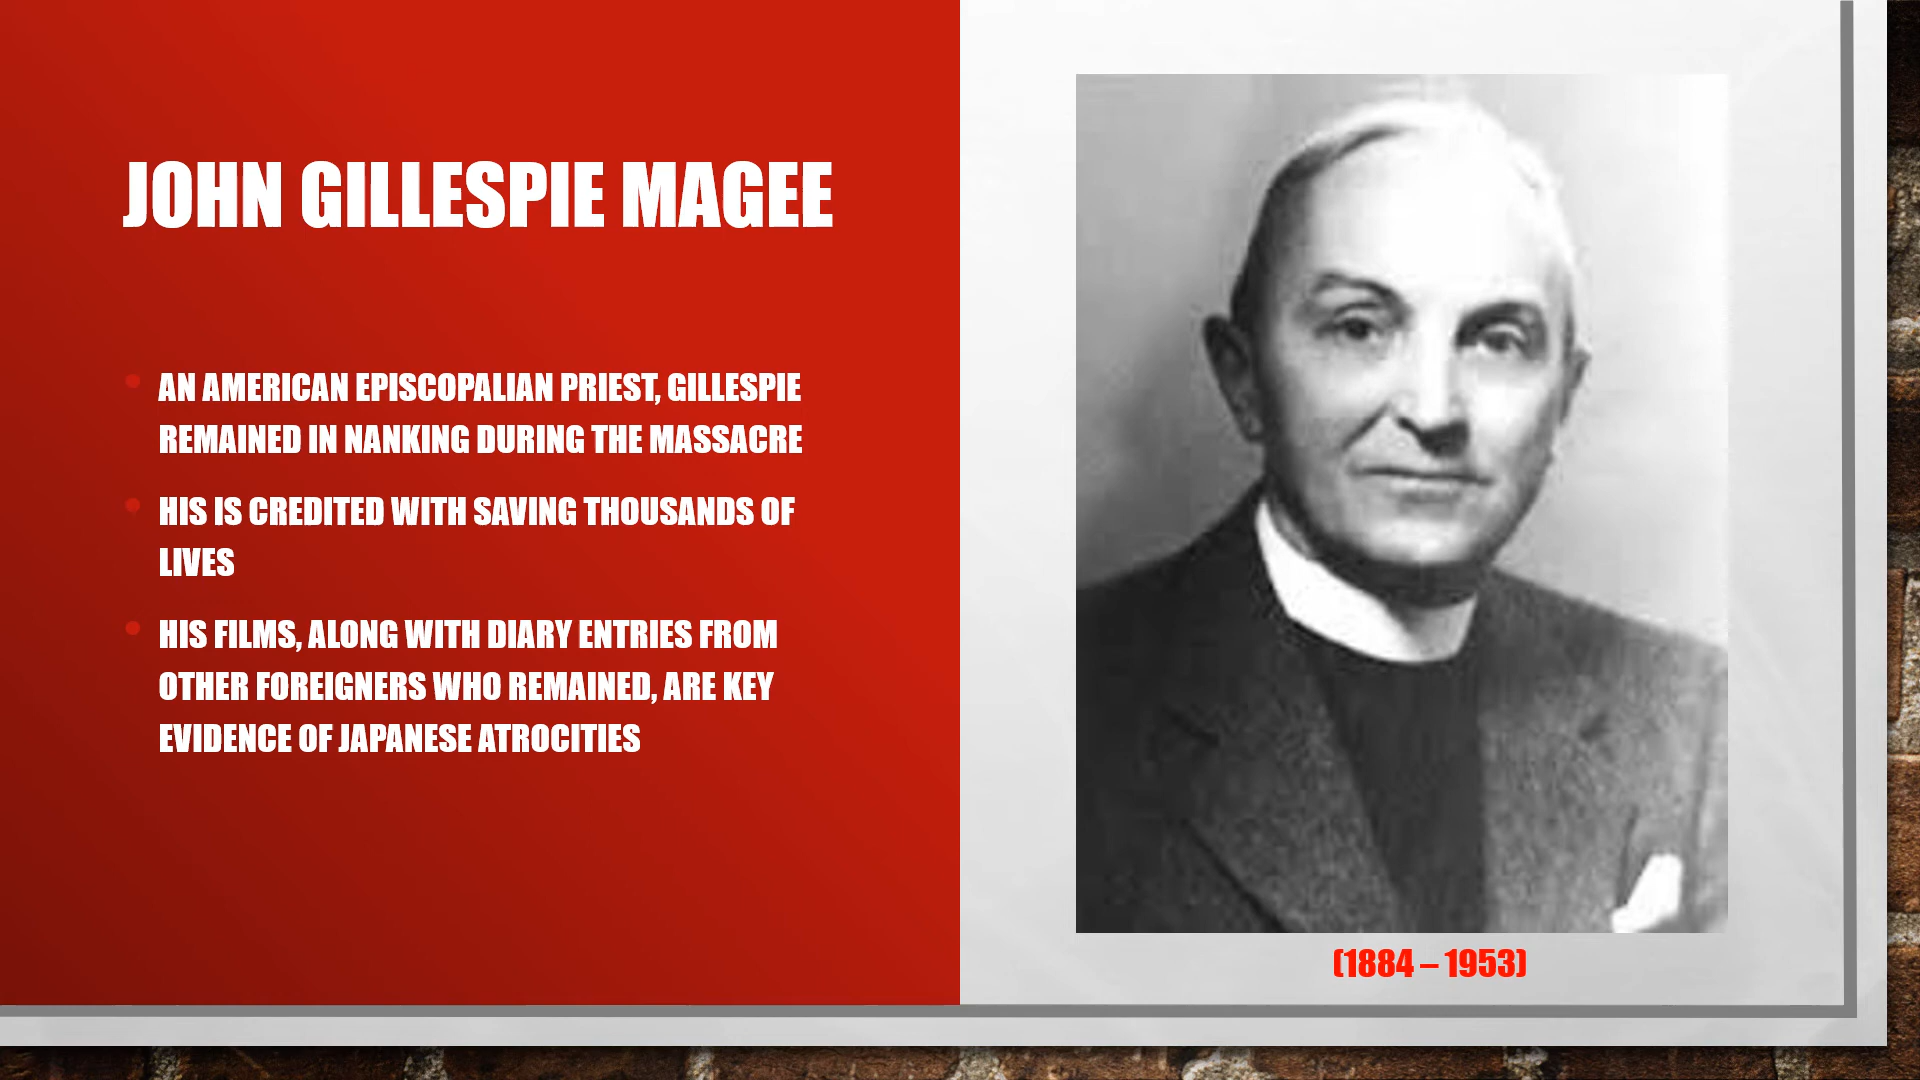 JOHN GILLESPIE MAGEE
• AN AMERICAN EPISCOPALIAN PRIEST, GILLESPIE
REMAINED IN NANKING DURING THE MASSACRE
• HIS IS CREDITED WITH SAVING THOUSANDS OF
LIVES
• HIS FILMS, ALONG WITH DIARY ENTRIES FROM
OTHER FOREIGNERS WHO REMAINED, ARE KEY
EVIDENCE OF JAPANESE ATROCITIES
(1884 – 1953)